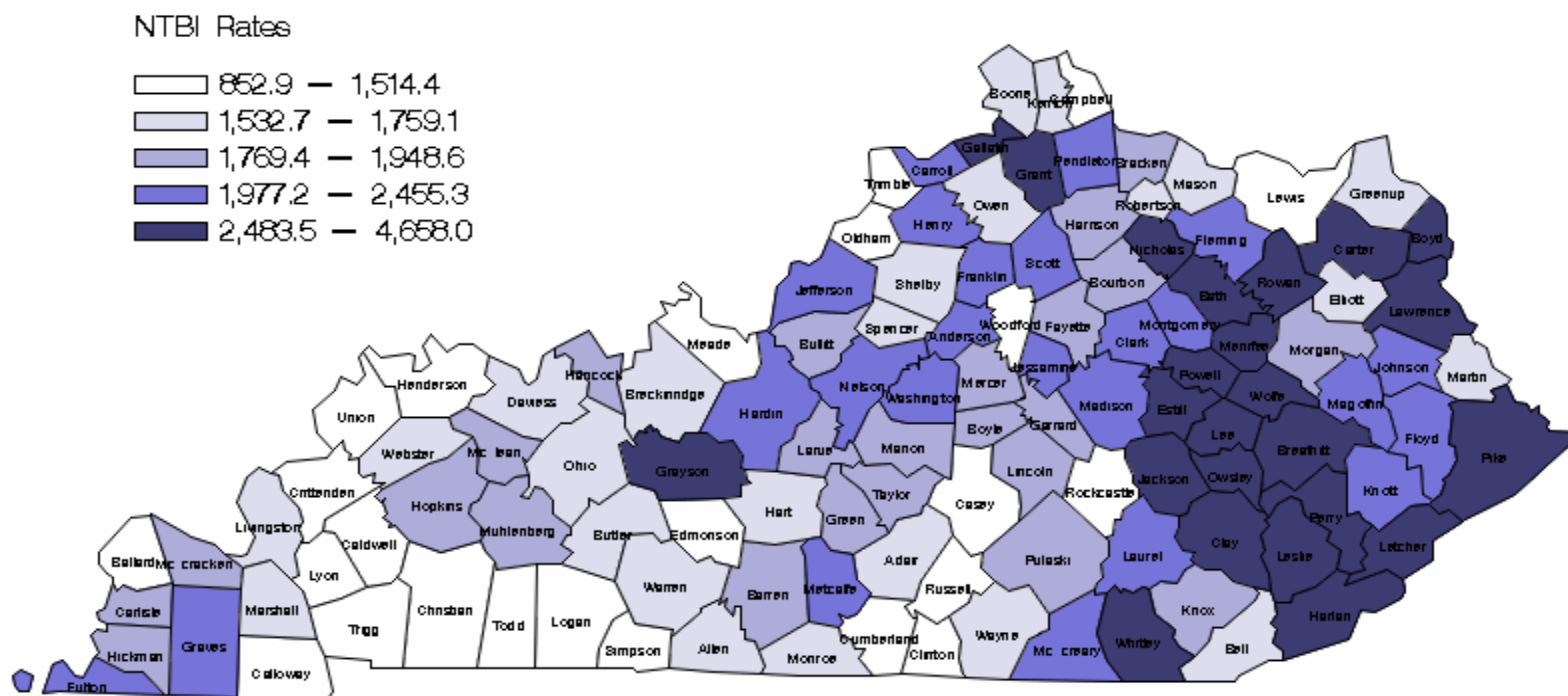 NTBI Rates
852.9 – 1,514.4
1,532.7 – 1,759.1
1,769.4 – 1,948.6
1,977.2 – 2,455.3
2,483.5 – 4,658.0
Boone
Kenton
Campbell
Gallatin
Carroll
Grant
Pendleton
Bracken
Mason
Lewis
Greenup
Trimble
Owen
Robertson
Henry
Harrison
Oldham
Nicholas
Fleming
Carter
Boyd
Jefferson
Shelby
Franklin
Scott
Bourbon
Bath
Rowan
Elliott
Lawrence
Spencer
Anderson
Woodford
Fayette
Montgomery
Clark
Menifee
Morgan
Meade
Bullitt
Henderson
Hancock
Jessamine
Powell
Johnson
Martin
Union
Daviess
Breckinridge
Nelson
Washington
Mercer
Madison
Estill
Wolfe
Magoffin
Hardin
Boyle
Garrard
Lee
Floyd
Webster
Mc lean
Ohio
Grayson
Larue
Marion
Breathitt
Pike
Crittenden
Lincoln
Rockcastle
Jackson
Owsley
Knott
Hopkins
Taylor
Casey
Livingston
Muhlenberg
Butler
Edmonson
Hart
Green
Perry
Caldwell
Clay
Letcher
Ballard
Mc cracken
Lyon
Adair
Pulaski
Laurel
Leslie
Warren
Barren
Metcalfe
Russell
Carlisle
Marshall
Christian
Knox
Harlan
Trigg
Todd
Logan
Cumberland
Wayne
Hickman
Graves
Simpson
Allen
Monroe
Clinton
Mc creary
Whitley
Bell
Calloway
Fulton